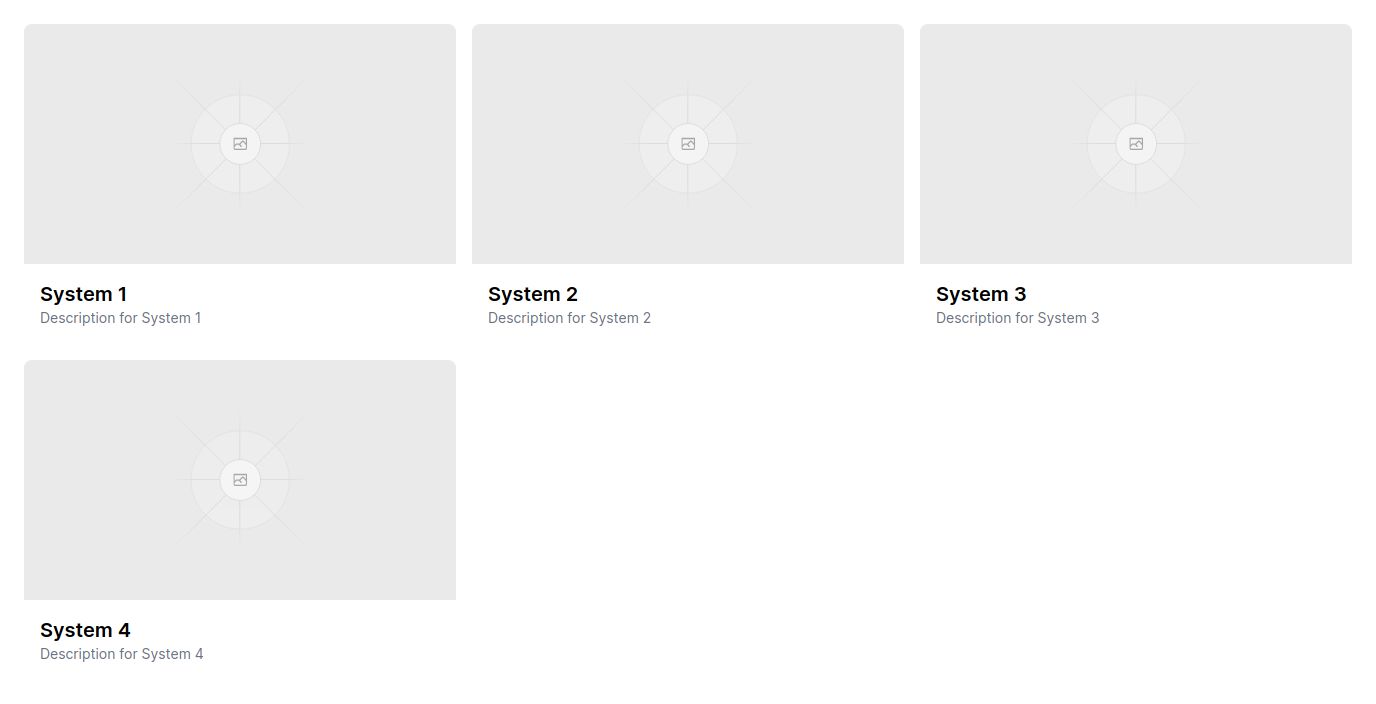 System 1
Description for System 1
System 2
Description for System 2
System 3
Description for System 3
System 4
Description for System 4